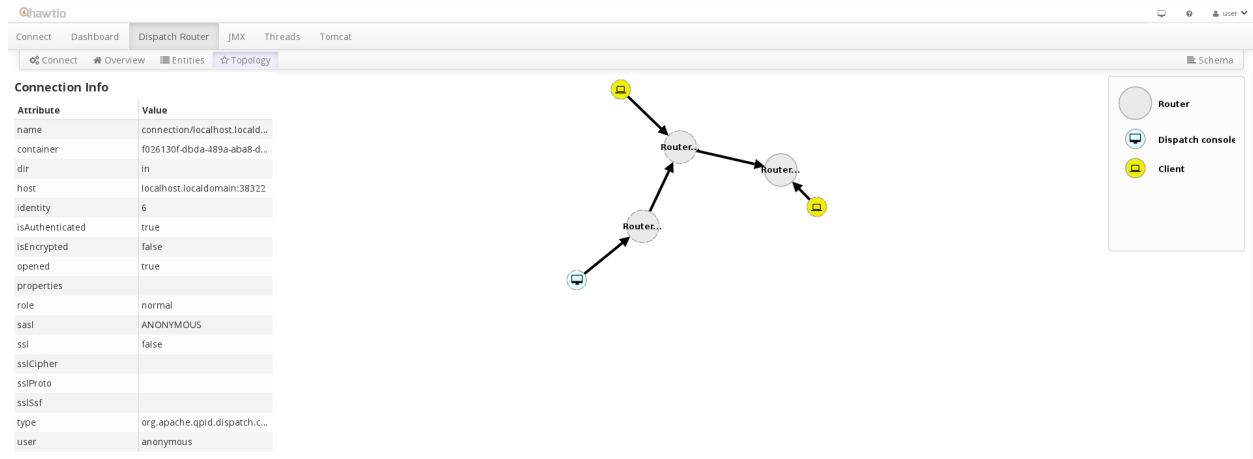 hawtio
user
Connect Dashboard Dispatch Router JMX Threads Tomcat
Connect Overview Entities Topology Schema
Connection Info
Attribute Value
name connection/localhost.locald...
container f026130f-dbda-489a-aba8-d...
dir in
host localhost.localdomain:38322
identity 6
isAuthenticated true
isEncrypted false
opened true
properties
role normal
sasl ANONYMOUS
ssl false
sslCipher
sslProto
sslSsf
type org.apache.qpid.dispatch.c...
user anonymous
Router...
Router...
Router...
Router
Dispatch console
Client